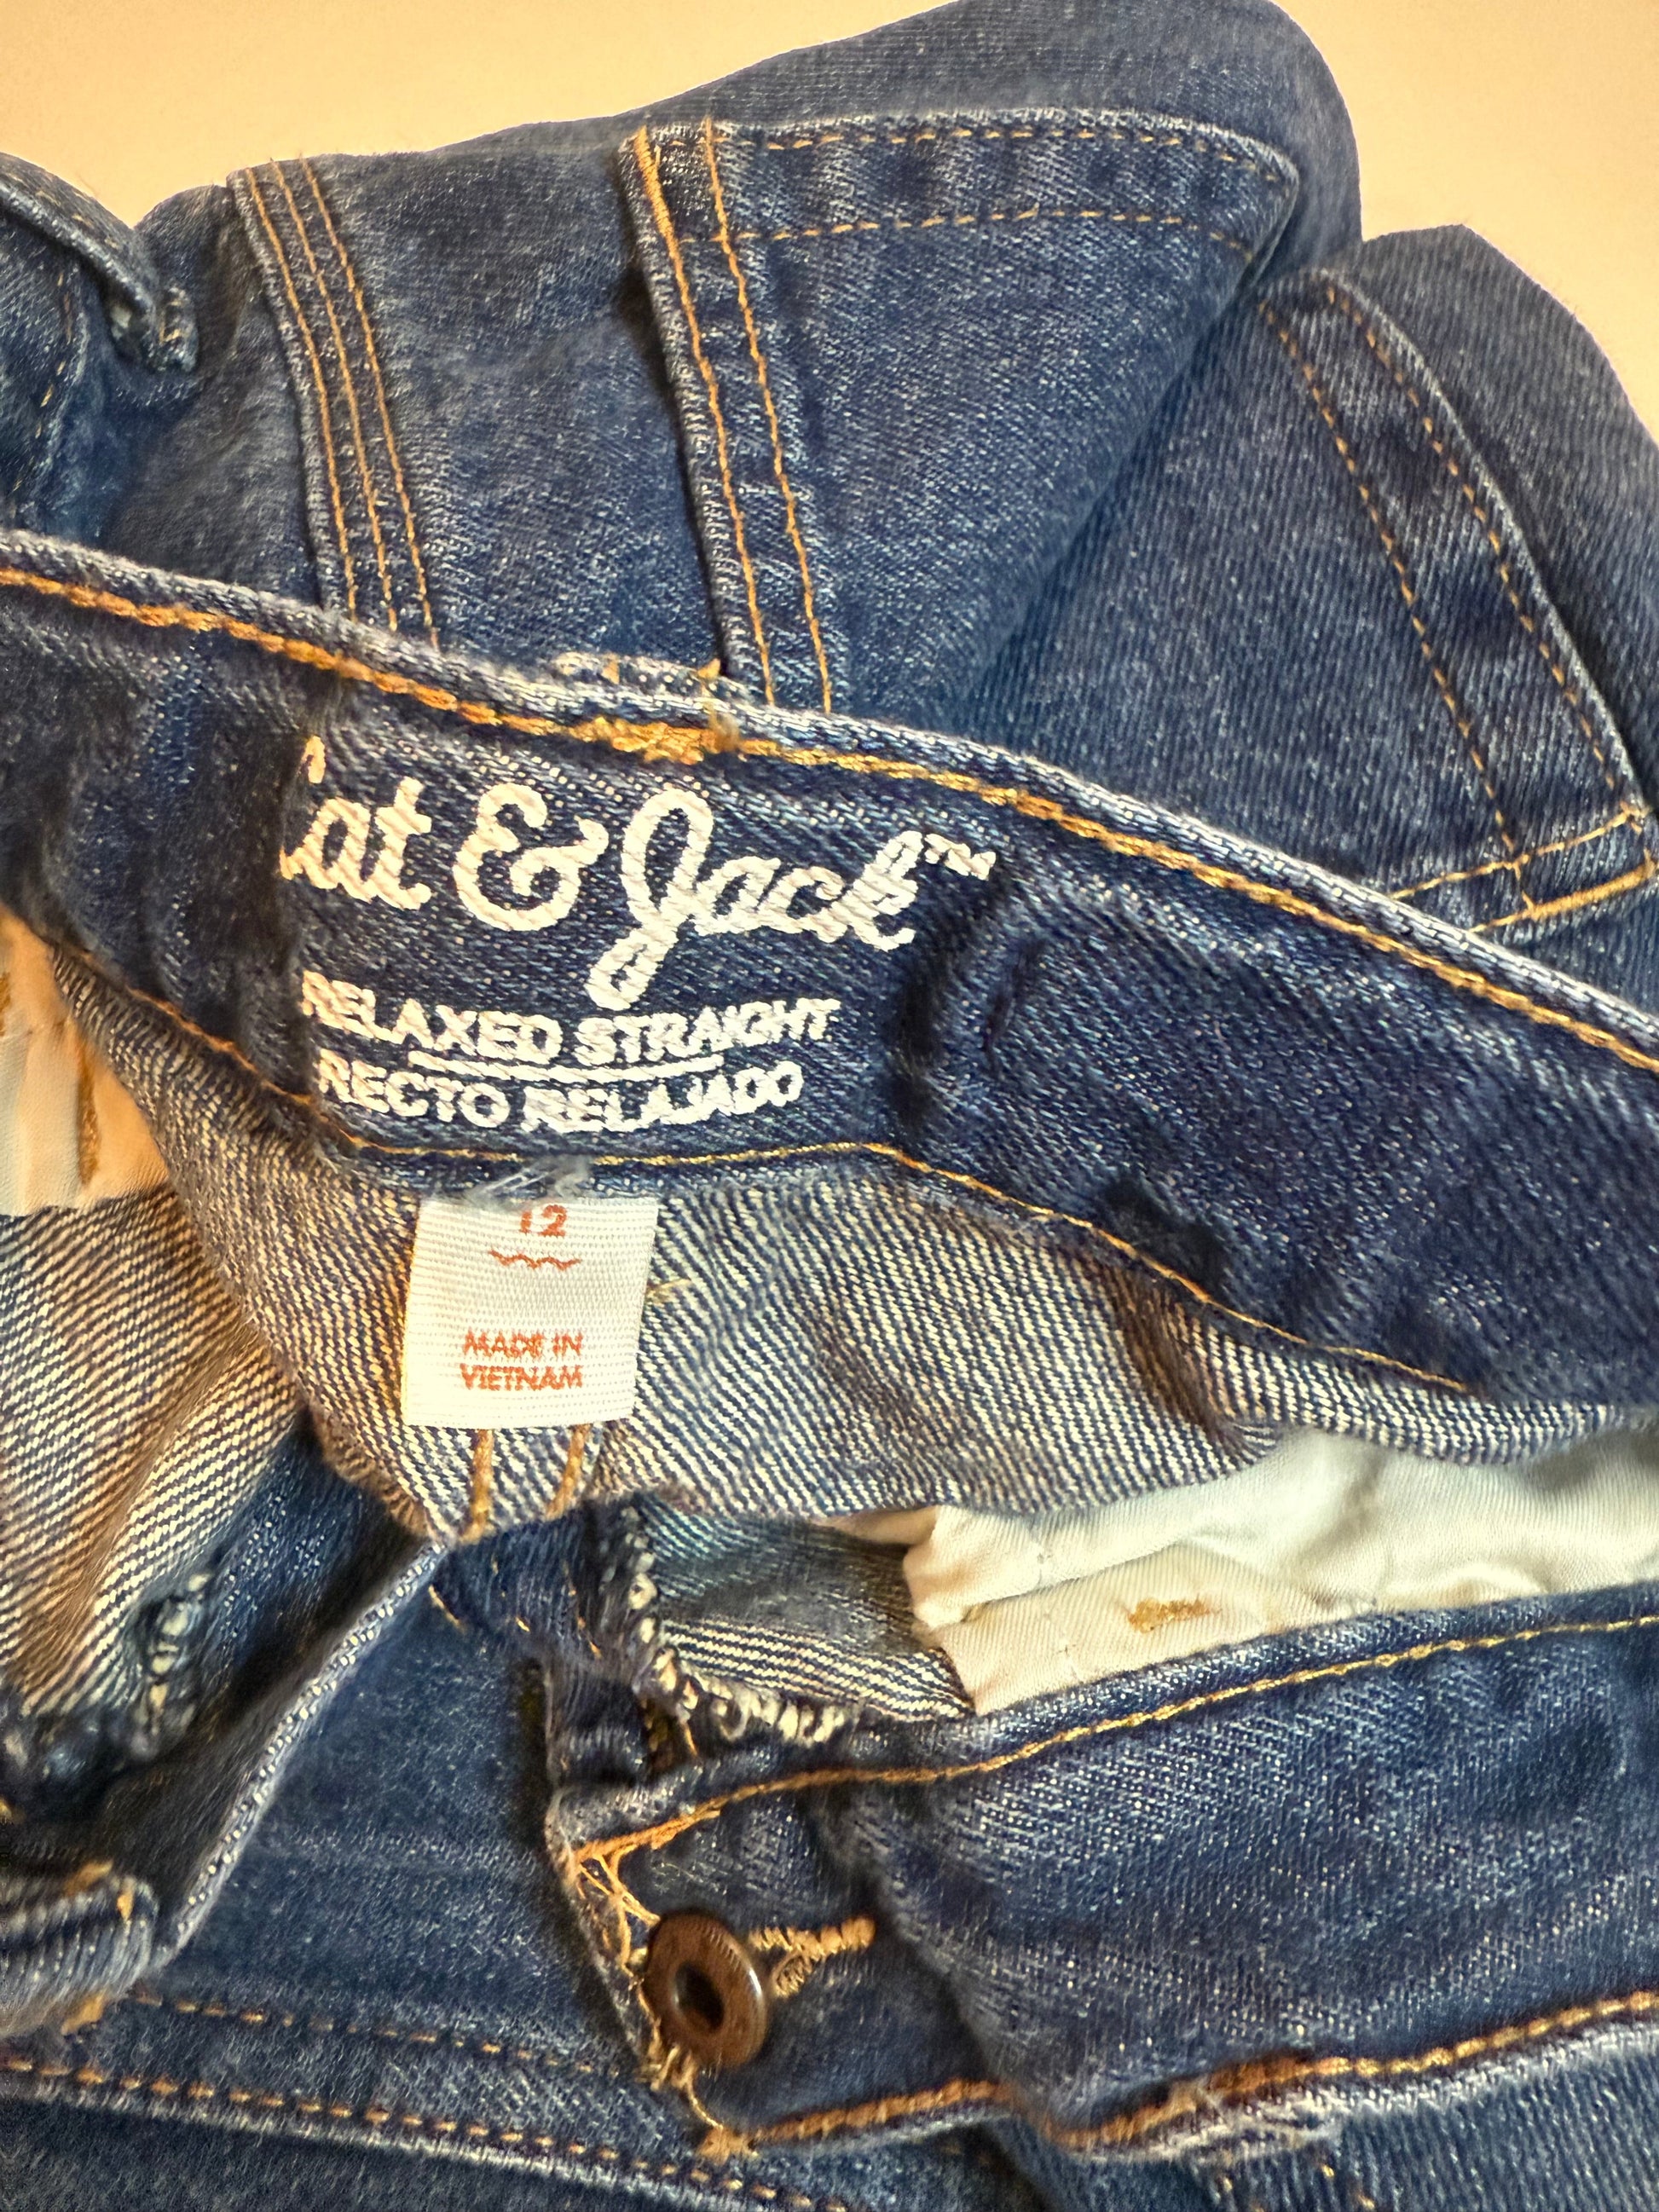 Cat & Jack™
RELAXED STRAIGHT
RECTO RELAJADO
12
MADE IN
VIETNAM